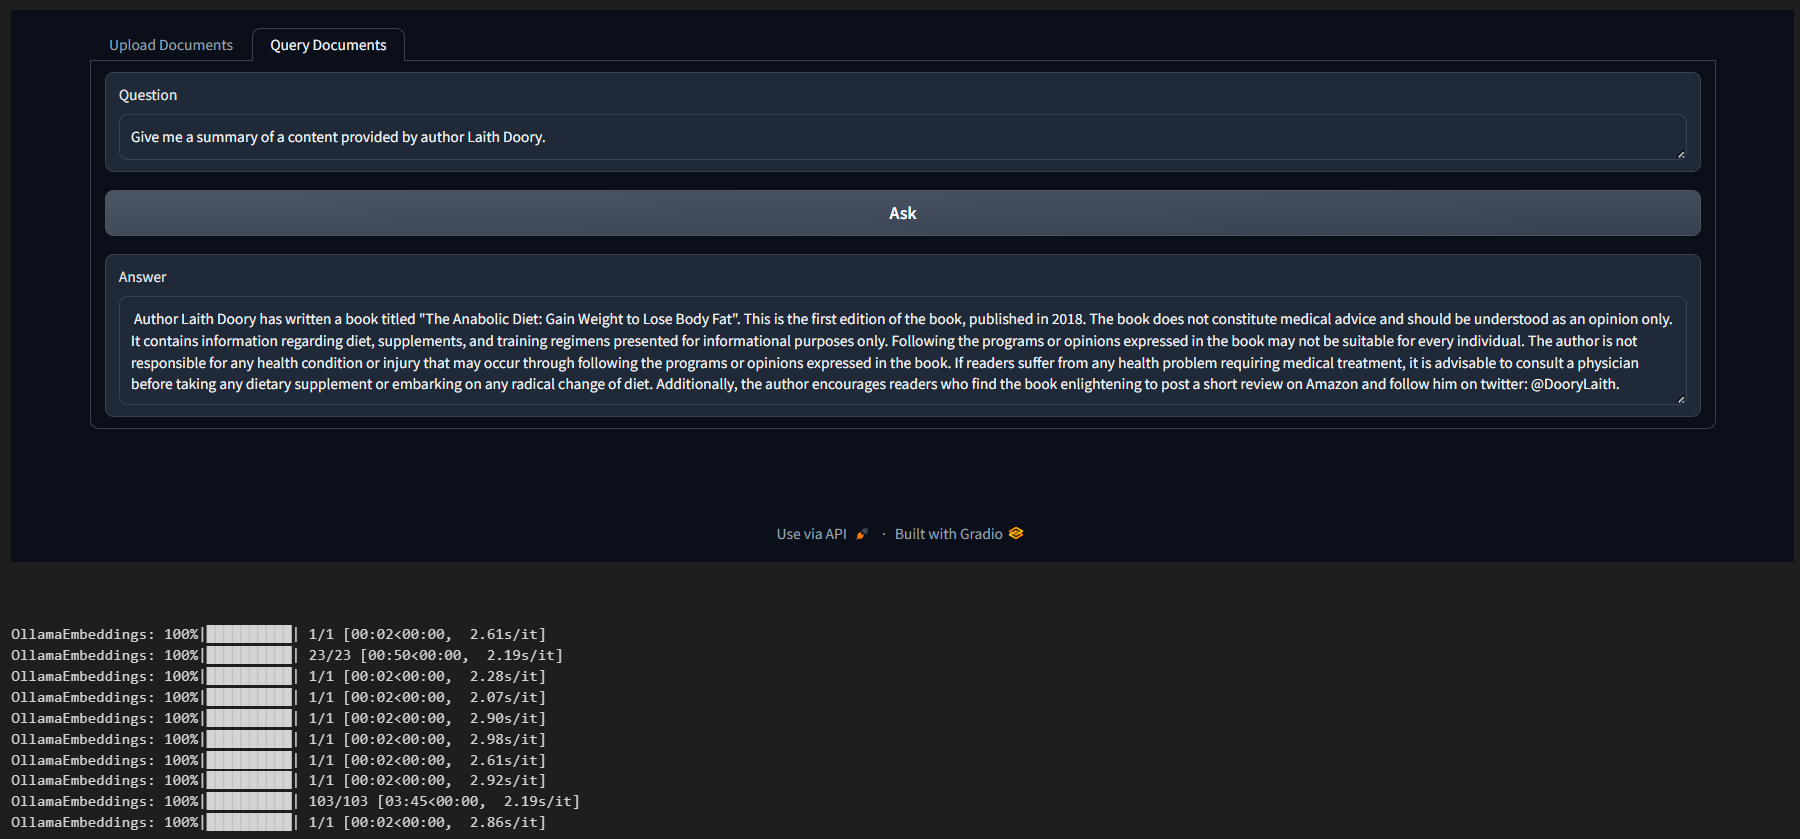 Upload Documents
Query Documents
Question
Give me a summary of a content provided by author Laith Doory.
Ask
Answer
Author Laith Doory has written a book titled "The Anabolic Diet: Gain Weight to Lose Body Fat". This is the first edition of the book, published in 2018. The book does not constitute medical advice and should be understood as an opinion only.
It contains information regarding diet, supplements, and training regimens presented for informational purposes only. Following the programs or opinions expressed in the book may not be suitable for every individual. The author is not
responsible for any health condition or injury that may occur through following the programs or opinions expressed in the book. If readers suffer from any health problem requiring medical treatment, it is advisable to consult a physician
before taking any dietary supplement or embarking on any radical change of diet. Additionally, the author encourages readers who find the book enlightening to post a short review on Amazon and follow him on twitter: @DooryLaith.
Use via API 🚀 · Built with Gradio
OllamaEmbeddings: 100%|██████████| 1/1 [00:02<00:00,  2.61s/it]
OllamaEmbeddings: 100%|██████████| 23/23 [00:50<00:00,  2.19s/it]
OllamaEmbeddings: 100%|██████████| 1/1 [00:02<00:00,  2.28s/it]
OllamaEmbeddings: 100%|██████████| 1/1 [00:02<00:00,  2.07s/it]
OllamaEmbeddings: 100%|██████████| 1/1 [00:02<00:00,  2.90s/it]
OllamaEmbeddings: 100%|██████████| 1/1 [00:02<00:00,  2.98s/it]
OllamaEmbeddings: 100%|██████████| 1/1 [00:02<00:00,  2.61s/it]
OllamaEmbeddings: 100%|██████████| 1/1 [00:02<00:00,  2.92s/it]
OllamaEmbeddings: 100%|██████████| 103/103 [03:45<00:00,  2.19s/it]
OllamaEmbeddings: 100%|██████████| 1/1 [00:02<00:00,  2.86s/it]